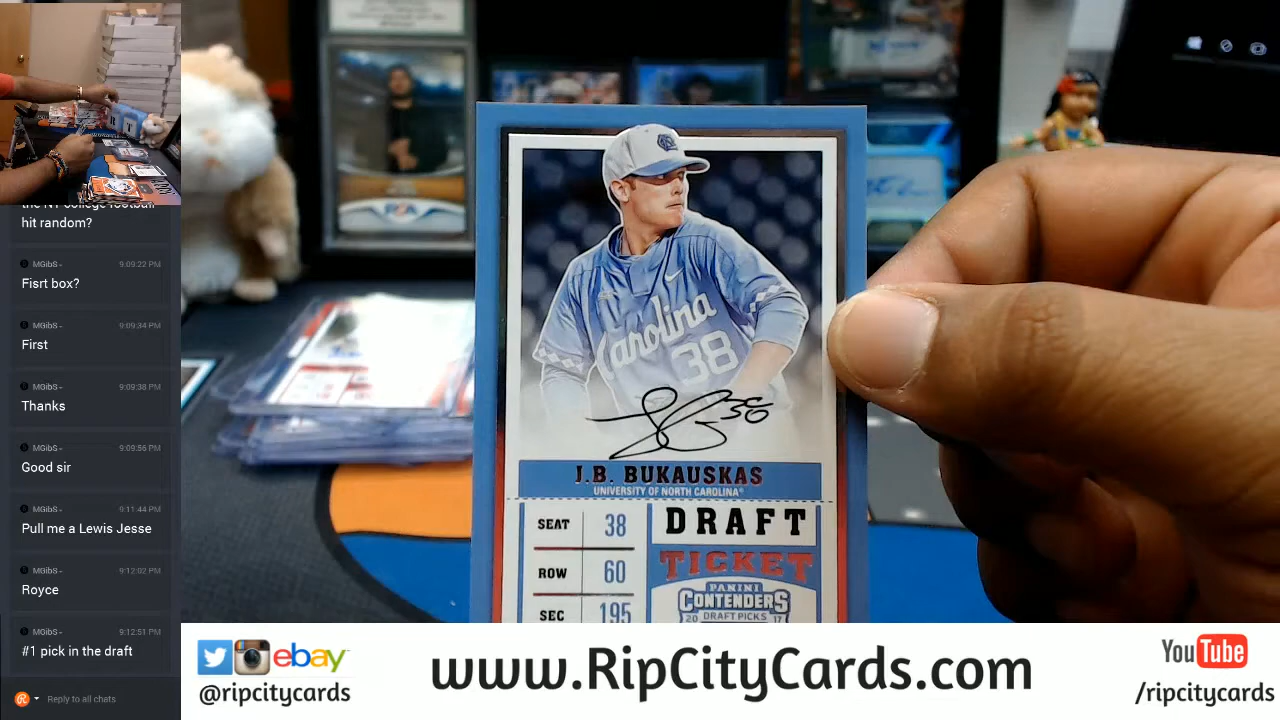 the NT college football
hit random?
MGibS - 9:09:22 PM
Fisrt box?
MGibS - 9:09:34 PM
First
MGibS - 9:09:38 PM
Thanks
MGibS - 9:09:56 PM
Good sir
MGibS - 9:11:44 PM
Pull me a Lewis Jesse
MGibS - 9:12:02 PM
Royce
MGibS - 9:12:51 PM
#1 pick in the draft
Reply to all chats
Carolina
38
J.B. BUKAUSKAS
UNIVERSITY OF NORTH CAROLINA
SEAT 38
ROW 60
SEC 195
DRAFT
TICKET
PANINI
CONTENDERS
20 DRAFT PICKS 17
ebay
@ripcitycards
www.RipCityCards.com
YouTube
/ripcitycards